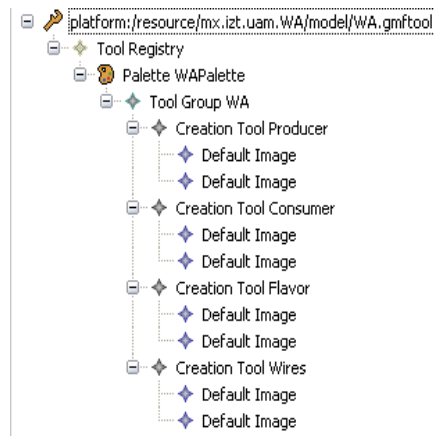 platform:/resource/mx.izt.uam.WA/model/WA.gmftool
Tool Registry
Palette WAPalette
Tool Group WA
Creation Tool Producer
Default Image
Default Image
Creation Tool Consumer
Default Image
Default Image
Creation Tool Flavor
Default Image
Default Image
Creation Tool Wires
Default Image
Default Image